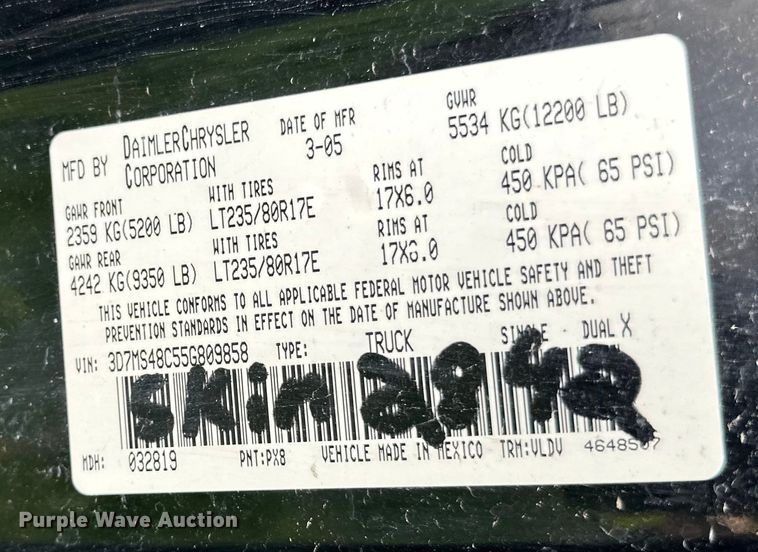 MFD BY DAIMLERCHRYSLER CORPORATION DATE OF MFR 3-05 GVWR 5534 KG(12200 LB)
GAWR FRONT WITH TIRES RIMS AT COLD
2359 KG(5200 LB) LT235/80R17E 17X6.0 450 KPA( 65 PSI)
GAWR REAR WITH TIRES RIMS AT COLD
4242 KG(9350 LB) LT235/80R17E 17X6.0 450 KPA( 65 PSI)
THIS VEHICLE CONFORMS TO ALL APPLICABLE FEDERAL MOTOR VEHICLE SAFETY AND THEFT
PREVENTION STANDARDS IN EFFECT ON THE DATE OF MANUFACTURE SHOWN ABOVE.
VIN: 3D7MS48C55G809858 TYPE: TRUCK SINGLE DUAL X
MDH: 032819 PNT:PX8 VEHICLE MADE IN MEXICO TRM:VLDV
Purple Wave Auction